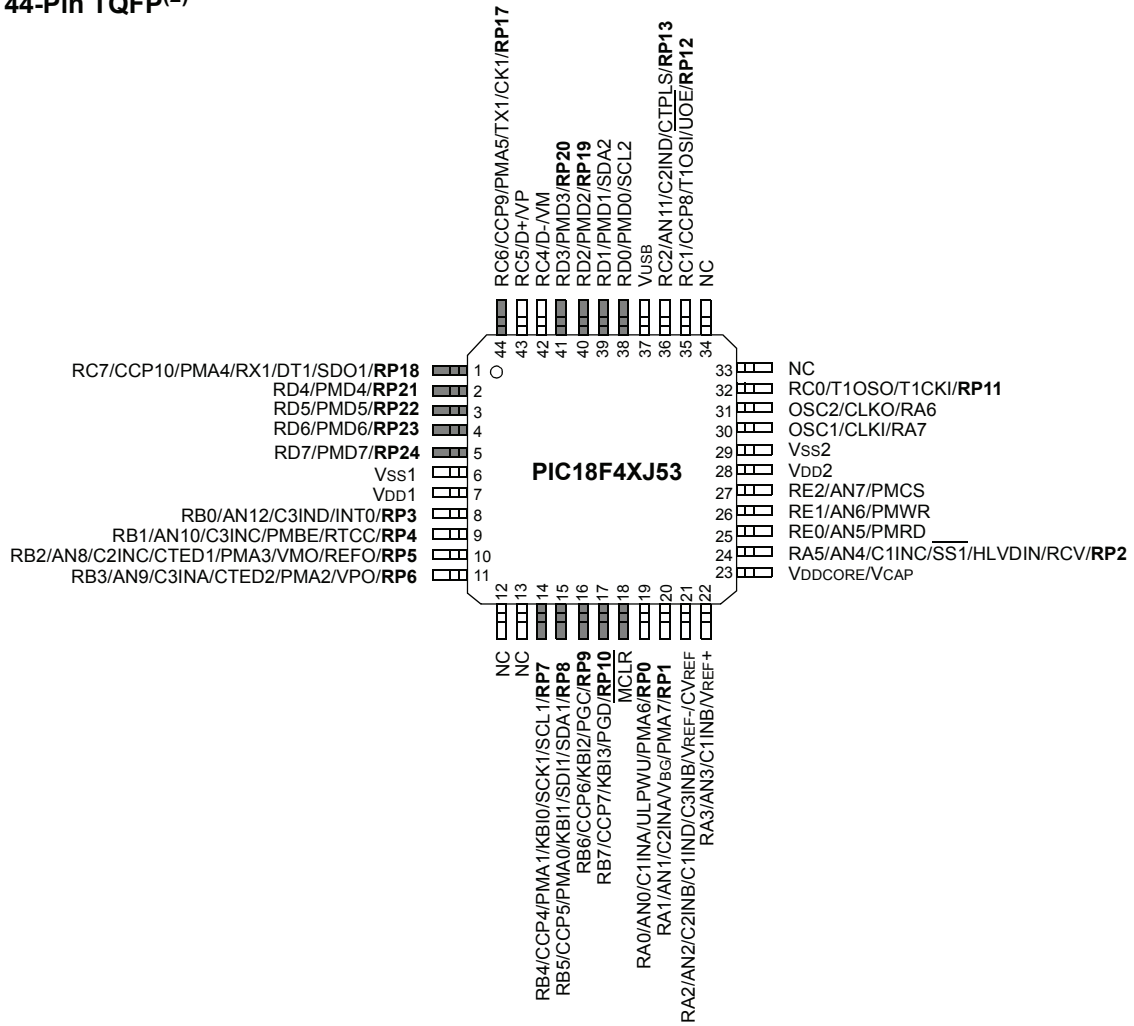 44-Pin TQFP
RC6/CCP9/PMA5/TX1/CK1/RP17
RC5/D+/VP
RC4/D-/VM
RD3/PMD3/RP20
RD2/PMD2/RP19
RD1/PMD1/SDA2
RD0/PMD0/SCL2
VUSB
RC2/AN11/C2IND/CTPLS/RP13
RC1/CCP8/T1OSI/UOE/RP12
NC
44
43
42
41
40
39
38
37
36
35
34
RC7/CCP10/PMA4/RX1/DT1/SDO1/RP18 1
RD4/PMD4/RP21 2
RD5/PMD5/RP22 3
RD6/PMD6/RP23 4
RD7/PMD7/RP24 5
VSS1 6
VDD1 7
RB0/AN12/C3IND/INT0/RP3 8
RB1/AN10/C3INC/PMBE/RTCC/RP4 9
RB2/AN8/C2INC/CTED1/PMA3/VMO/REFO/RP5 10
RB3/AN9/C3INA/CTED2/PMA2/VPO/RP6 11
PIC18F4XJ53
33 NC
32 RC0/T1OSO/T1CKI/RP11
31 OSC2/CLKO/RA6
30 OSC1/CLKI/RA7
29 VSS2
28 VDD2
27 RE2/AN7/PMCS
26 RE1/AN6/PMWR
25 RE0/AN5/PMRD
24 RA5/AN4/C1INC/SS1/HLVDIN/RCV/RP2
23 VDDCORE/VCAP
12
13
14
15
16
17
18
19
20
21
22
NC
NC
RB4/CCP4/PMA1/KBI0/SCK1/SCL1/RP7
RB5/CCP5/PMA0/KBI1/SDI1/SDA1/RP8
RB6/CCP6/KBI2/PGC/RP9
RB7/CCP7/KBI3/PGD/RP10
MCLR
RA0/AN0/C1INA/ULPWU/PMA6/RP0
RA1/AN1/C2INA/VBG/PMA7/RP1
RA2/AN2/C2INB/C1IND/C3INB/VREF-/CVREF
RA3/AN3/C1INB/VREF+